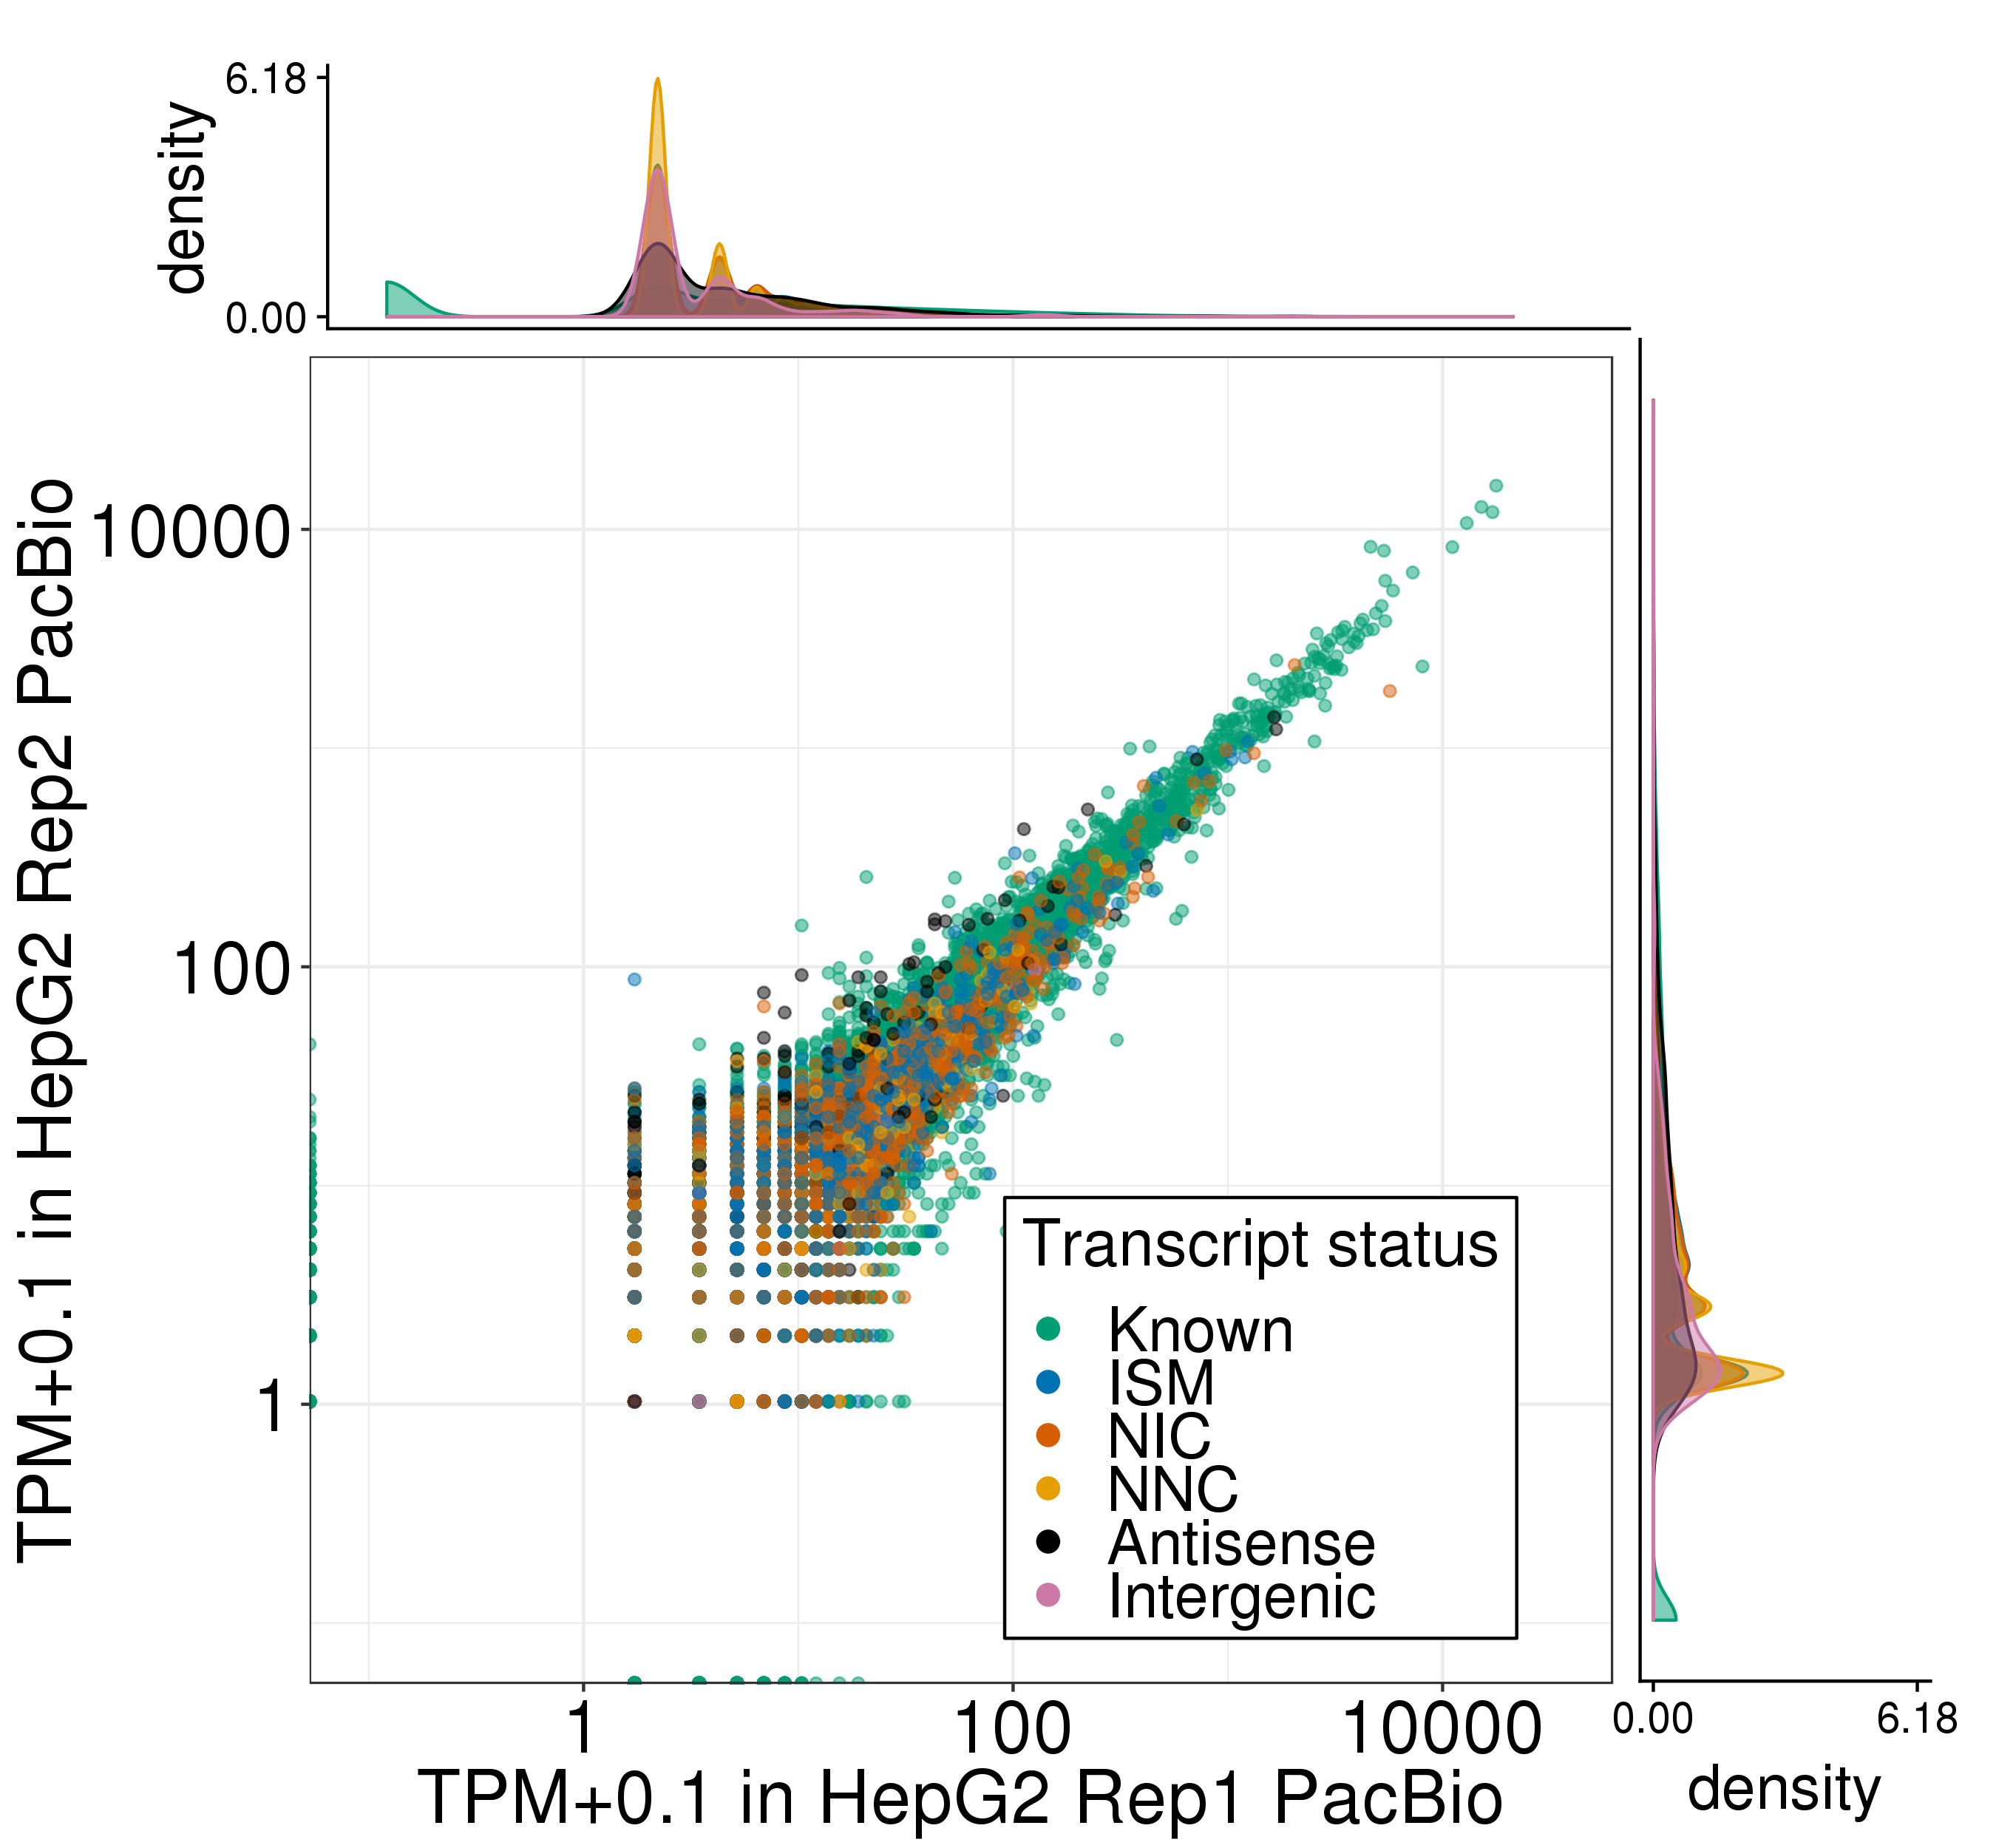 6.18
density
0.00
TPM+0.1 in HepG2 Rep2 PacBio
10000
100
1
Transcript status
Known
ISM
NIC
NNC
Antisense
Intergenic
1 100 10000
TPM+0.1 in HepG2 Rep1 PacBio
0.00 6.18
density